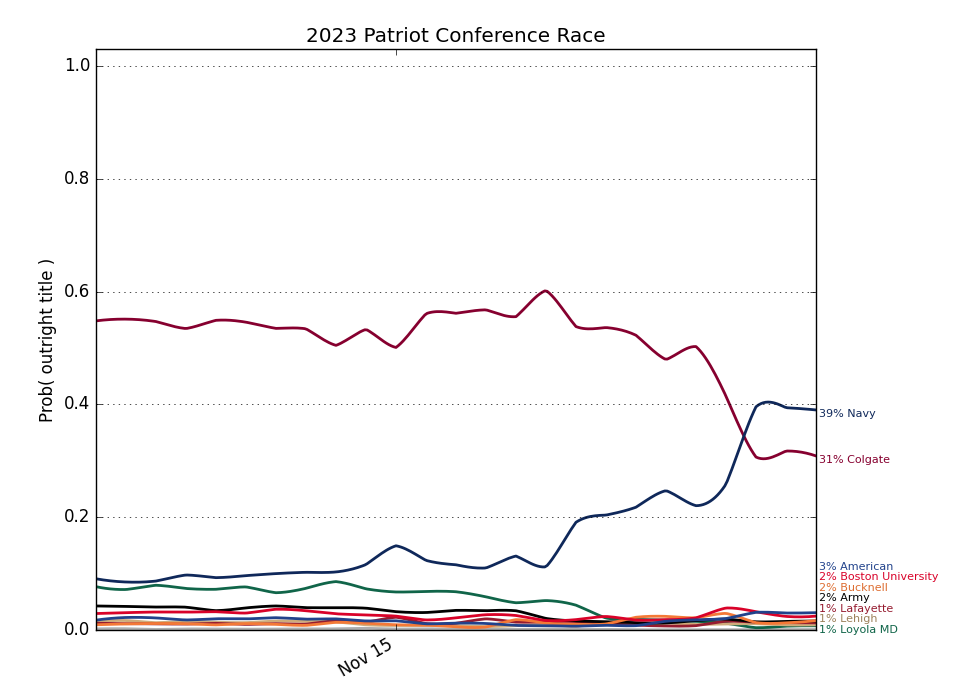 2023 Patriot Conference Race
1.0
0.8
0.6
0.4
0.2
0.0
Prob( outright title )
Nov 15
39% Navy
31% Colgate
3% American
2% Boston University
2% Bucknell
2% Army
1% Lafayette
1% Lehigh
1% Loyola MD